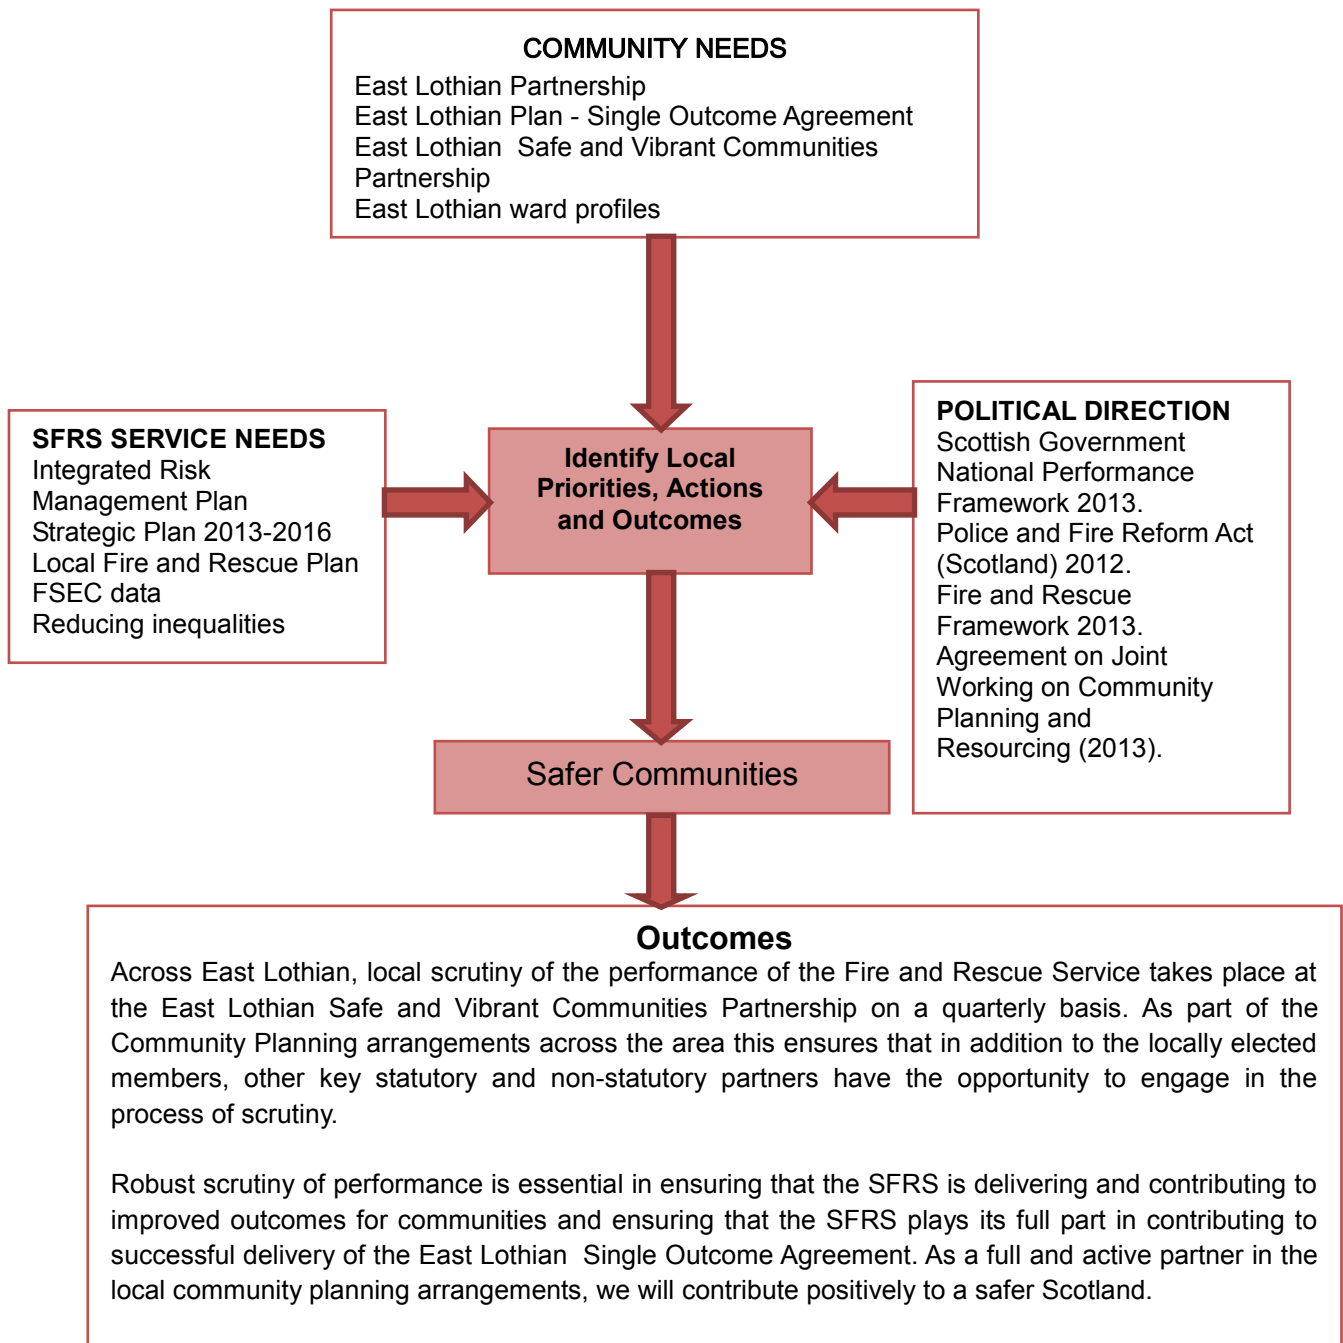 COMMUNITY NEEDS
East Lothian Partnership
East Lothian Plan - Single Outcome Agreement
East Lothian  Safe and Vibrant Communities
Partnership
East Lothian ward profiles
SFRS SERVICE NEEDS
Integrated Risk
Management Plan
Strategic Plan 2013-2016
Local Fire and Rescue Plan
FSEC data
Reducing inequalities
Identify Local
Priorities, Actions
and Outcomes
POLITICAL DIRECTION
Scottish Government
National Performance
Framework 2013.
Police and Fire Reform Act
(Scotland) 2012.
Fire and Rescue
Framework 2013.
Agreement on Joint
Working on Community
Planning and
Resourcing (2013).
Safer Communities
Outcomes
Across East Lothian, local scrutiny of the performance of the Fire and Rescue Service takes place at
the East Lothian Safe and Vibrant Communities Partnership on a quarterly basis. As part of the
Community Planning arrangements across the area this ensures that in addition to the locally elected
members, other key statutory and non-statutory partners have the opportunity to engage in the
process of scrutiny.
Robust scrutiny of performance is essential in ensuring that the SFRS is delivering and contributing to
improved outcomes for communities and ensuring that the SFRS plays its full part in contributing to
successful delivery of the East Lothian  Single Outcome Agreement. As a full and active partner in the
local community planning arrangements, we will contribute positively to a safer Scotland.